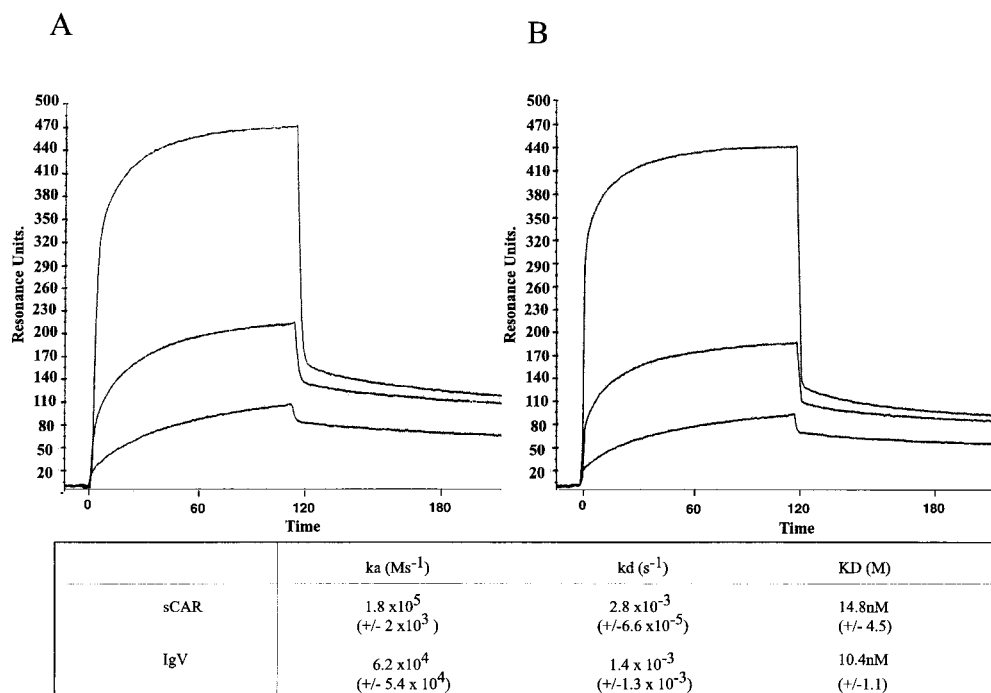 A
B
500
470
440
410
380
350
320
290
260
230
200
170
140
110
80
50
20
Resonance Units.
0
60
120
180
Time
500
470
440
410
380
350
320
290
260
230
200
170
140
110
80
50
20
Resonance Units.
0
60
120
180
Time
ka (Ms-1)
kd (s-1)
KD (M)
sCAR
1.8 x10^5
(+/- 2 x10^3 )
2.8 x10^-3
(+/-6.6 x10^-5)
14.8nM
(+/- 4.5)
IgV
6.2 x10^4
(+/- 5.4 x 10^4)
1.4 x 10^-3
(+/-1.3 x 10^-3)
10.4nM
(+/-1.1)